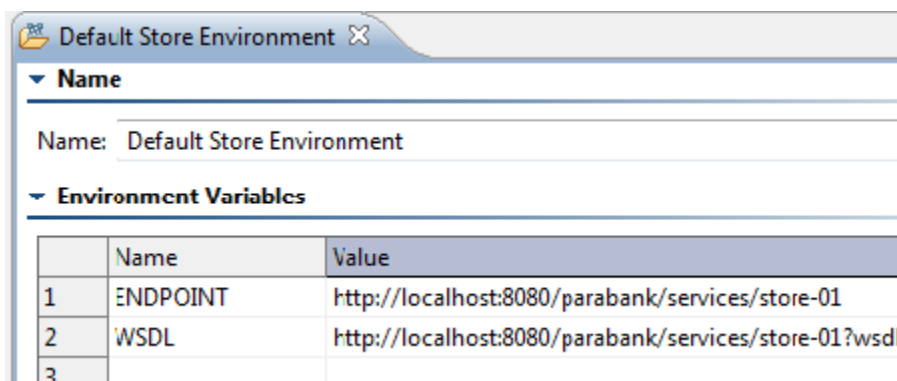 Default Store Environment
Name
Name: Default Store Environment
Environment Variables
Name Value
1 ENDPOINT http://localhost:8080/parabank/services/store-01
2 WSDL http://localhost:8080/parabank/services/store-01?wsdl
3